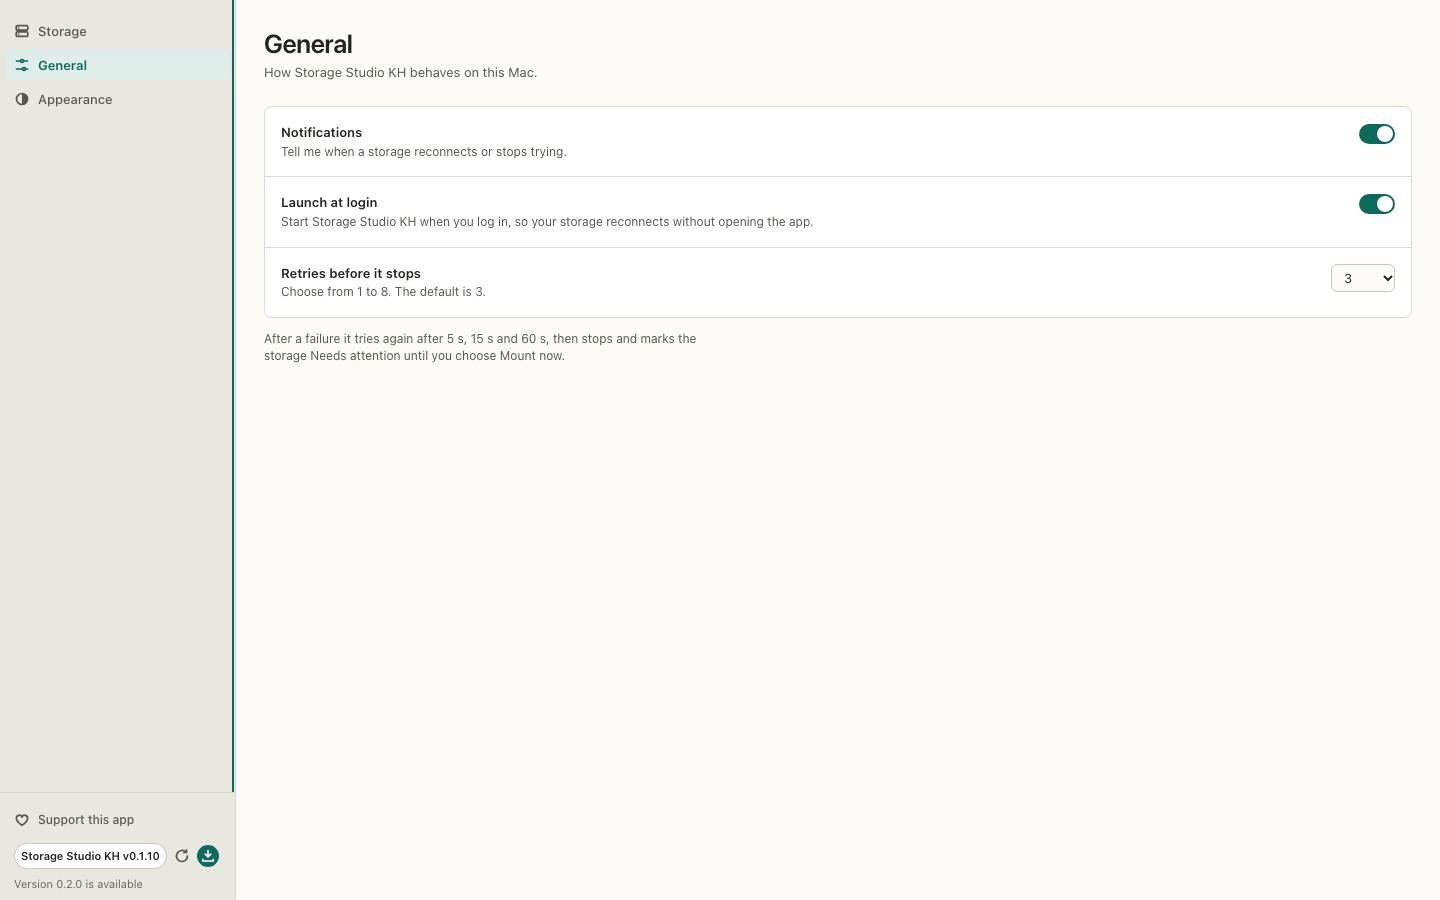 Storage
General
Appearance
General
How Storage Studio KH behaves on this Mac.
Notifications
Tell me when a storage reconnects or stops trying.
Launch at login
Start Storage Studio KH when you log in, so your storage reconnects without opening the app.
Retries before it stops
Choose from 1 to 8. The default is 3.
3
After a failure it tries again after 5 s, 15 s and 60 s, then stops and marks the
storage Needs attention until you choose Mount now.
Support this app
Storage Studio KH v0.1.10
Version 0.2.0 is available